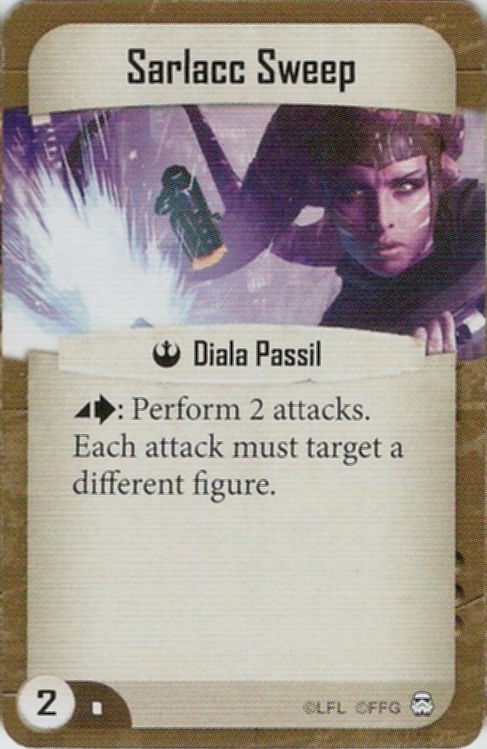 Sarlacc Sweep
Diala Passil
: Perform 2 attacks.
Each attack must target a
different figure.
2
©LFL ©FFG